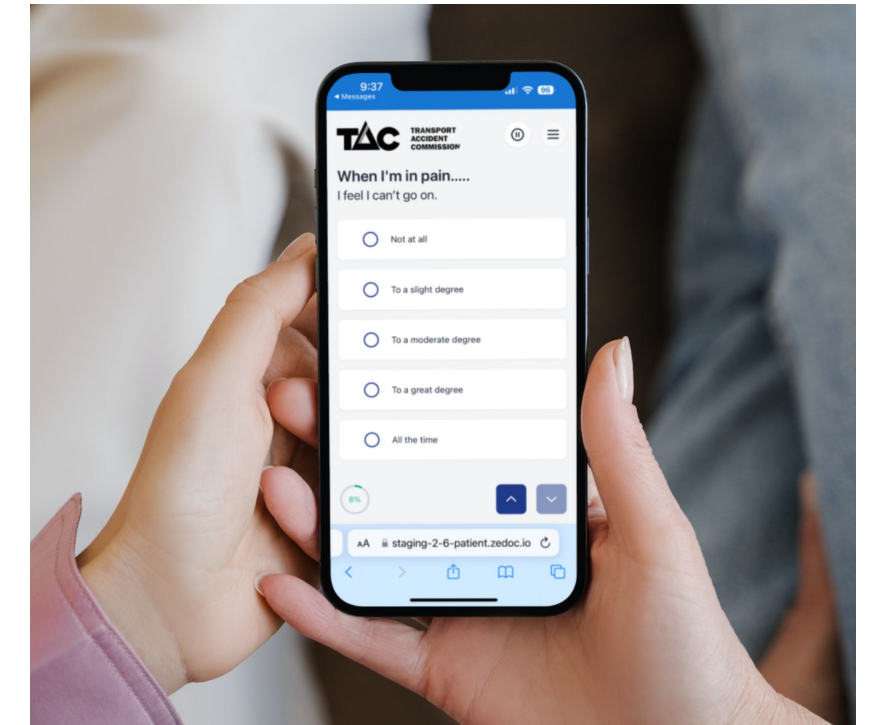 9:37
96
◀ Messages
TAC
TRANSPORT
ACCIDENT
COMMISSION
When I'm in pain.....
I feel I can't go on.
Not at all
To a slight degree
To a moderate degree
To a great degree
All the time
8%
AA staging-2-6-patient.zedoc.io